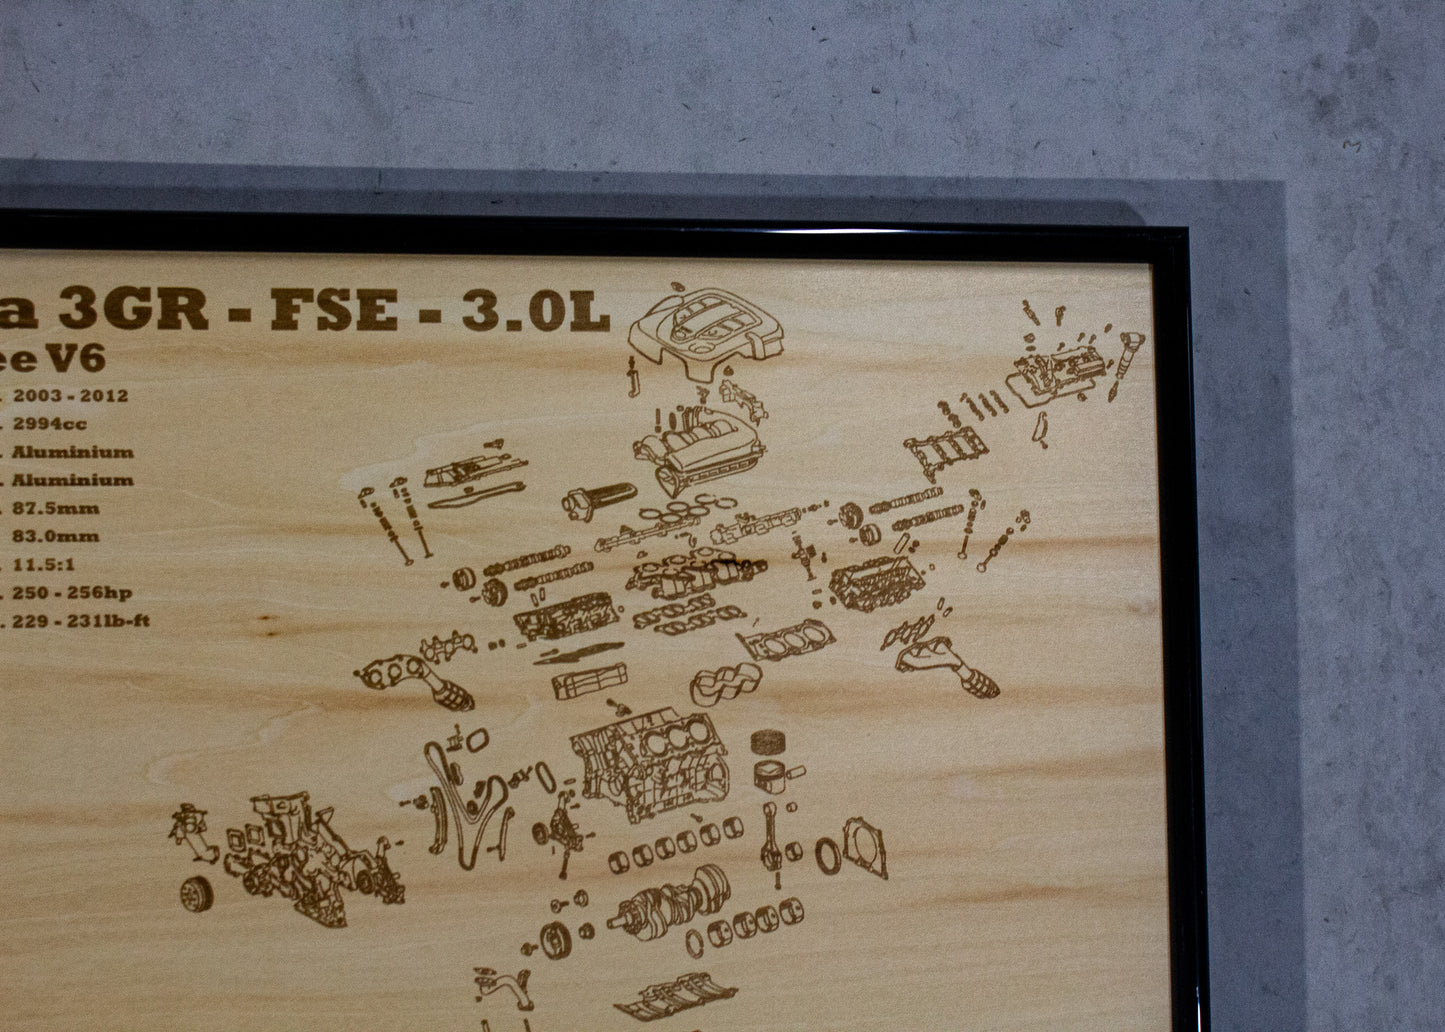 a 3GR - FSE - 3.0L
ee V6
. 2003 - 2012
. 2994cc
. Aluminium
. Aluminium
. 87.5mm
83.0mm
. 11.5:1
. 250 - 256hp
. 229 - 231lb-ft